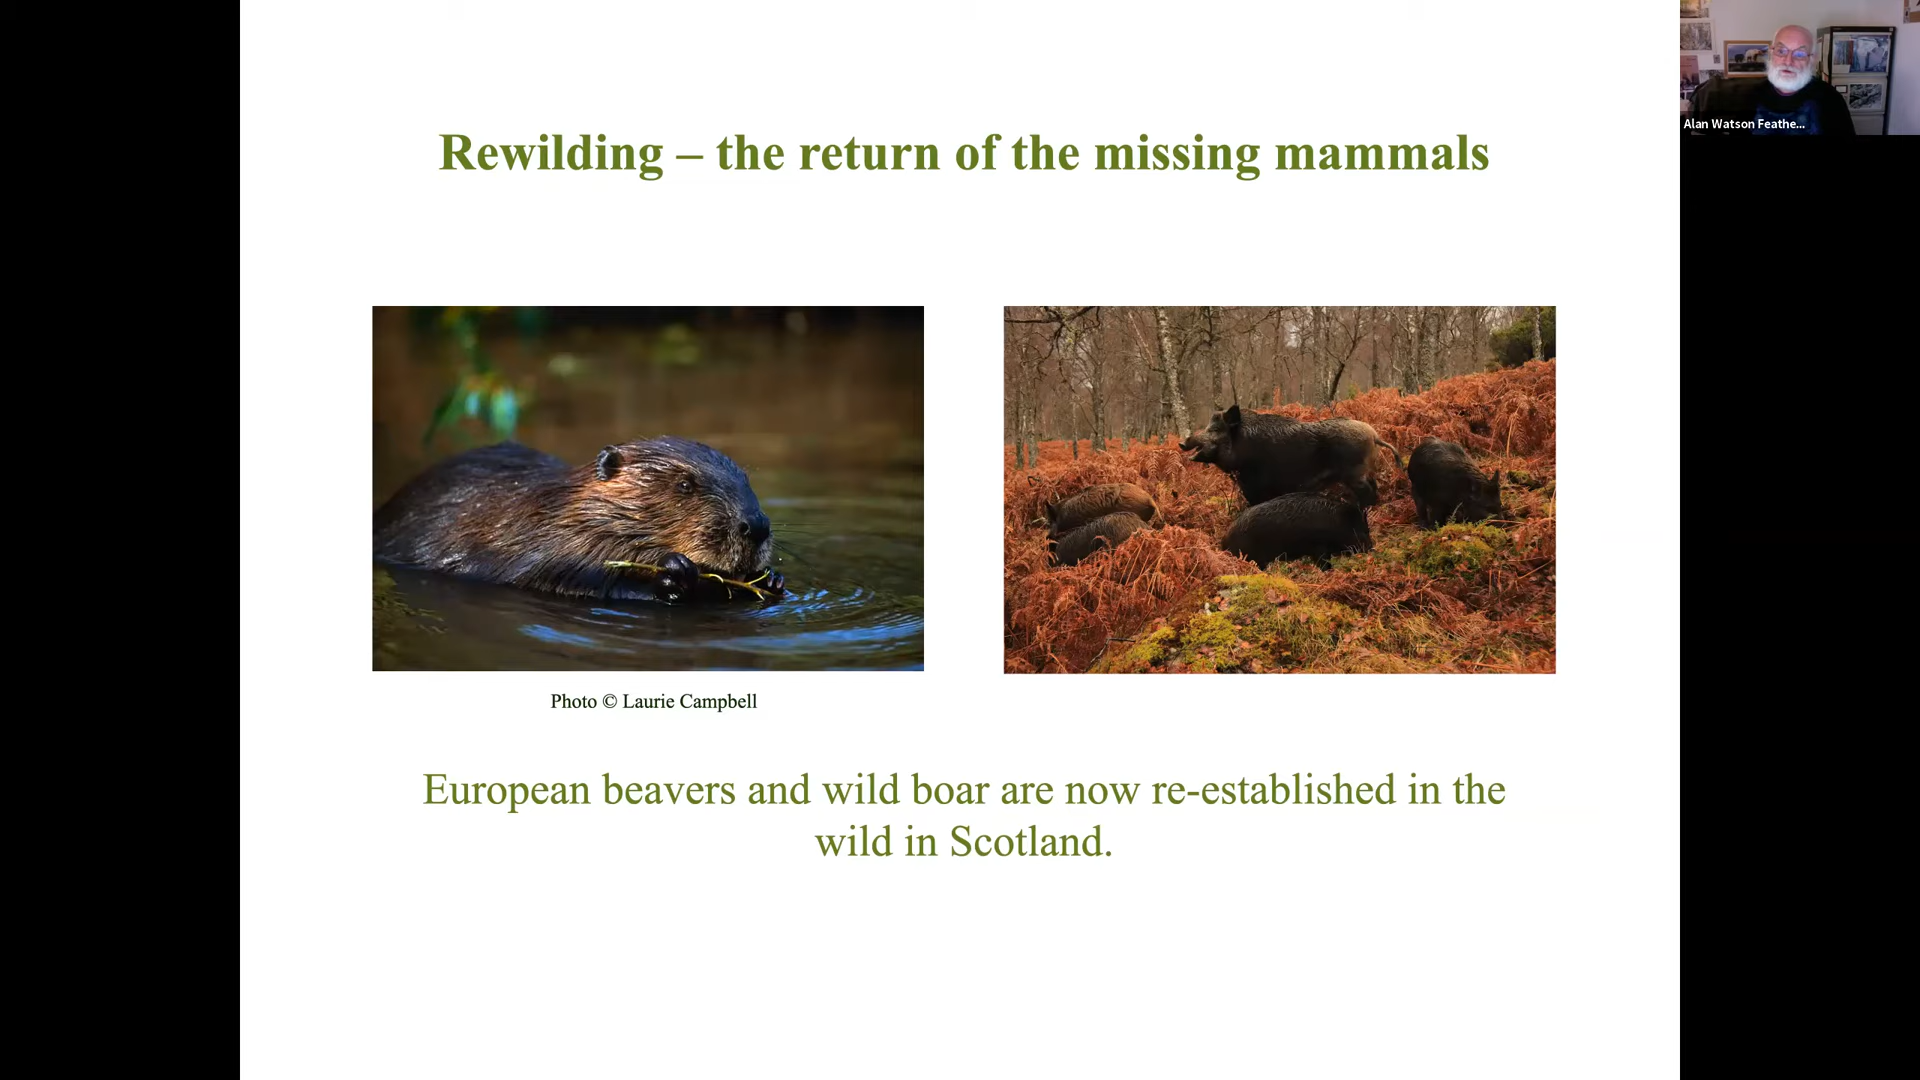 Rewilding – the return of the missing mammals
Alan Watson Feathe...
Photo © Laurie Campbell
European beavers and wild boar are now re-established in the
wild in Scotland.